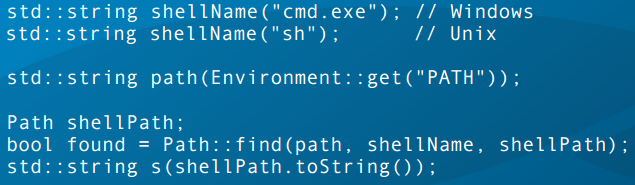 std::string shellName("cmd.exe"); // Windows
std::string shellName("sh");      // Unix
std::string path(Environment::get("PATH"));
Path shellPath;
bool found = Path::find(path, shellName, shellPath);
std::string s(shellPath.toString());